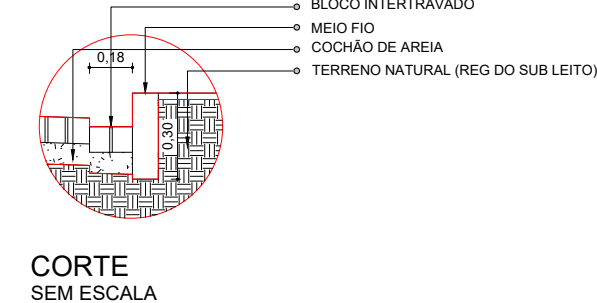 BLOCO INTERTRAVADO
MEIO FIO
COCHÃO DE AREIA
TERRENO NATURAL (REG DO SUB LEITO)
0,18
0,30
CORTE
SEM ESCALA